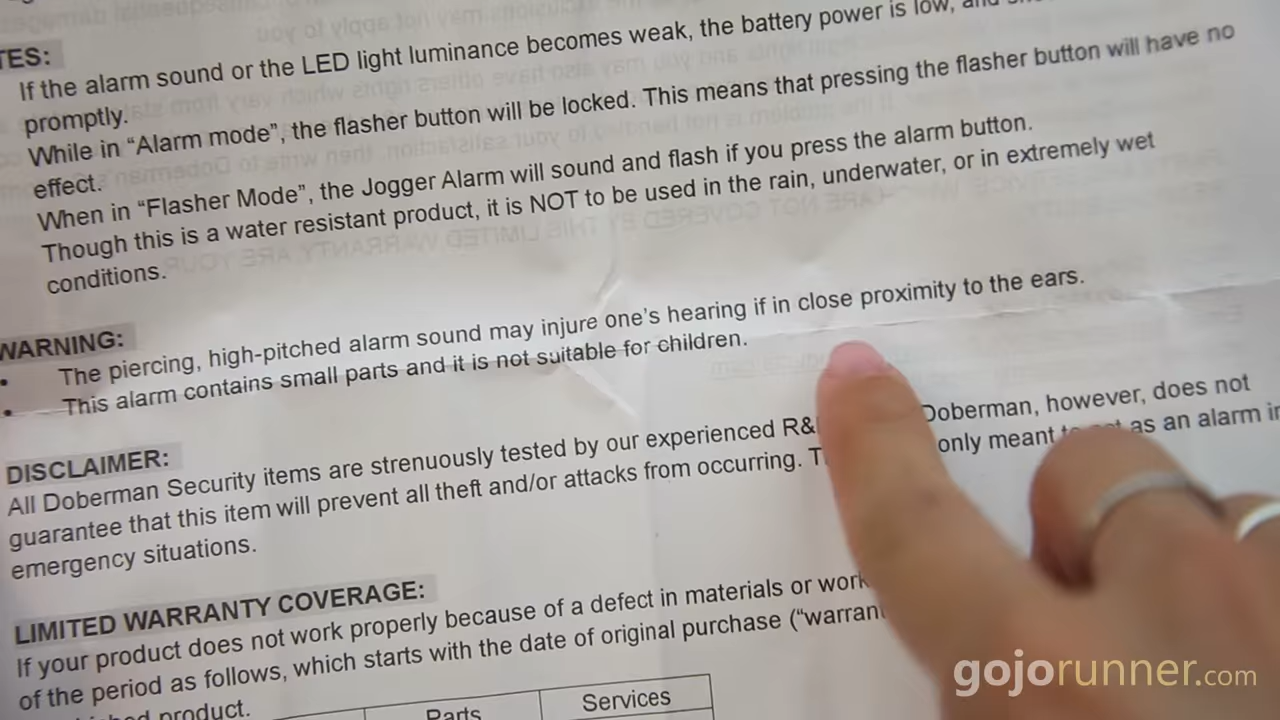 TES:
If the alarm sound or the LED light luminance becomes weak, the battery power is low, and
promptly.
While in “Alarm mode”, the flasher button will be locked. This means that pressing the flasher button will have no
effect.
When in “Flasher Mode”, the Jogger Alarm will sound and flash if you press the alarm button.
Though this is a water resistant product, it is NOT to be used in the rain, underwater, or in extremely wet
conditions.
WARNING:
• The piercing, high-pitched alarm sound may injure one’s hearing if in close proximity to the ears.
• This alarm contains small parts and it is not suitable for children.
DISCLAIMER:
All Doberman Security items are strenuously tested by our experienced R& Doberman, however, does not
guarantee that this item will prevent all theft and/or attacks from occurring. T only meant to act as an alarm in
emergency situations.
LIMITED WARRANTY COVERAGE:
If your product does not work properly because of a defect in materials or work
of the period as follows, which starts with the date of original purchase (“warrant
product.
Parts Services
gojorunner.com